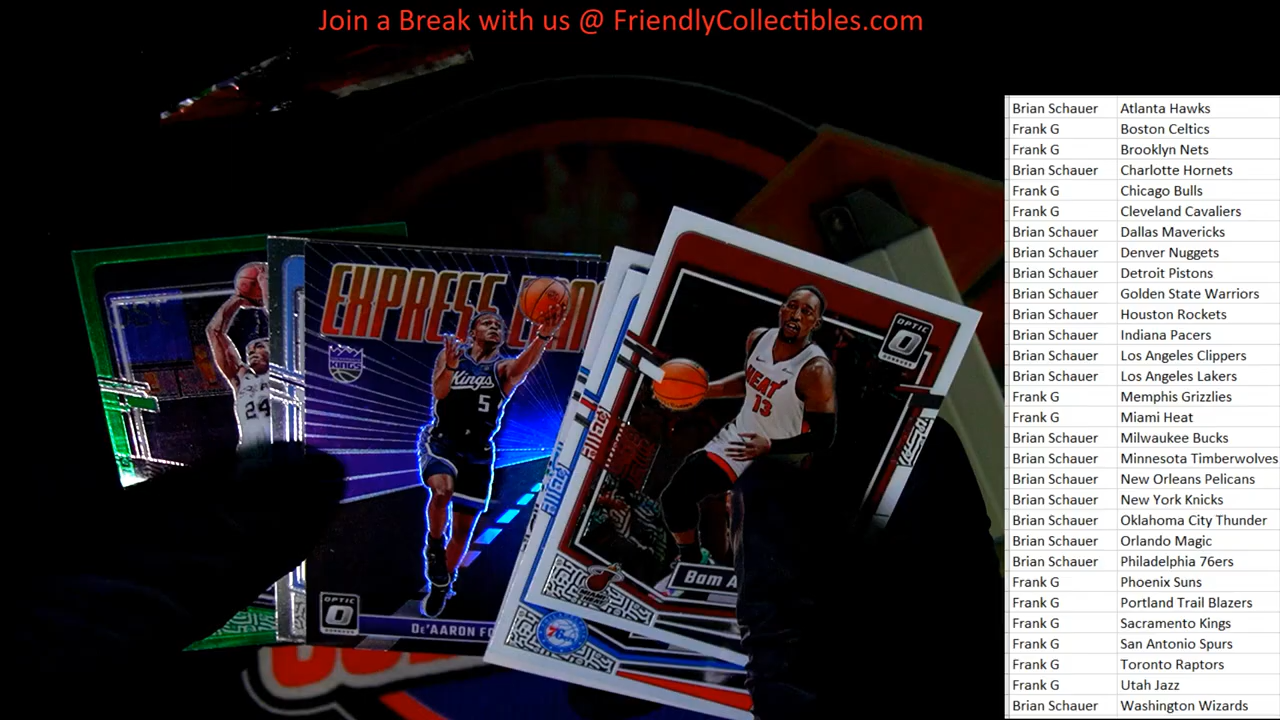 Join a Break with us @ FriendlyCollectibles.com
Brian Schauer Atlanta Hawks
Frank G Boston Celtics
Frank G Brooklyn Nets
Brian Schauer Charlotte Hornets
Frank G Chicago Bulls
Frank G Cleveland Cavaliers
Brian Schauer Dallas Mavericks
Brian Schauer Denver Nuggets
Brian Schauer Detroit Pistons
Brian Schauer Golden State Warriors
Brian Schauer Houston Rockets
Brian Schauer Indiana Pacers
Brian Schauer Los Angeles Clippers
Brian Schauer Los Angeles Lakers
Frank G Memphis Grizzlies
Frank G Miami Heat
Brian Schauer Milwaukee Bucks
Brian Schauer Minnesota Timberwolves
Brian Schauer New Orleans Pelicans
Brian Schauer New York Knicks
Brian Schauer Oklahoma City Thunder
Brian Schauer Orlando Magic
Brian Schauer Philadelphia 76ers
Frank G Phoenix Suns
Frank G Portland Trail Blazers
Frank G Sacramento Kings
Frank G San Antonio Spurs
Frank G Toronto Raptors
Frank G Utah Jazz
Brian Schauer Washington Wizards
24
EXPRESS
KINGS
Kings
5
OPTIC
DE'AARON
OPTIC
HEAT
13
Bam A
76